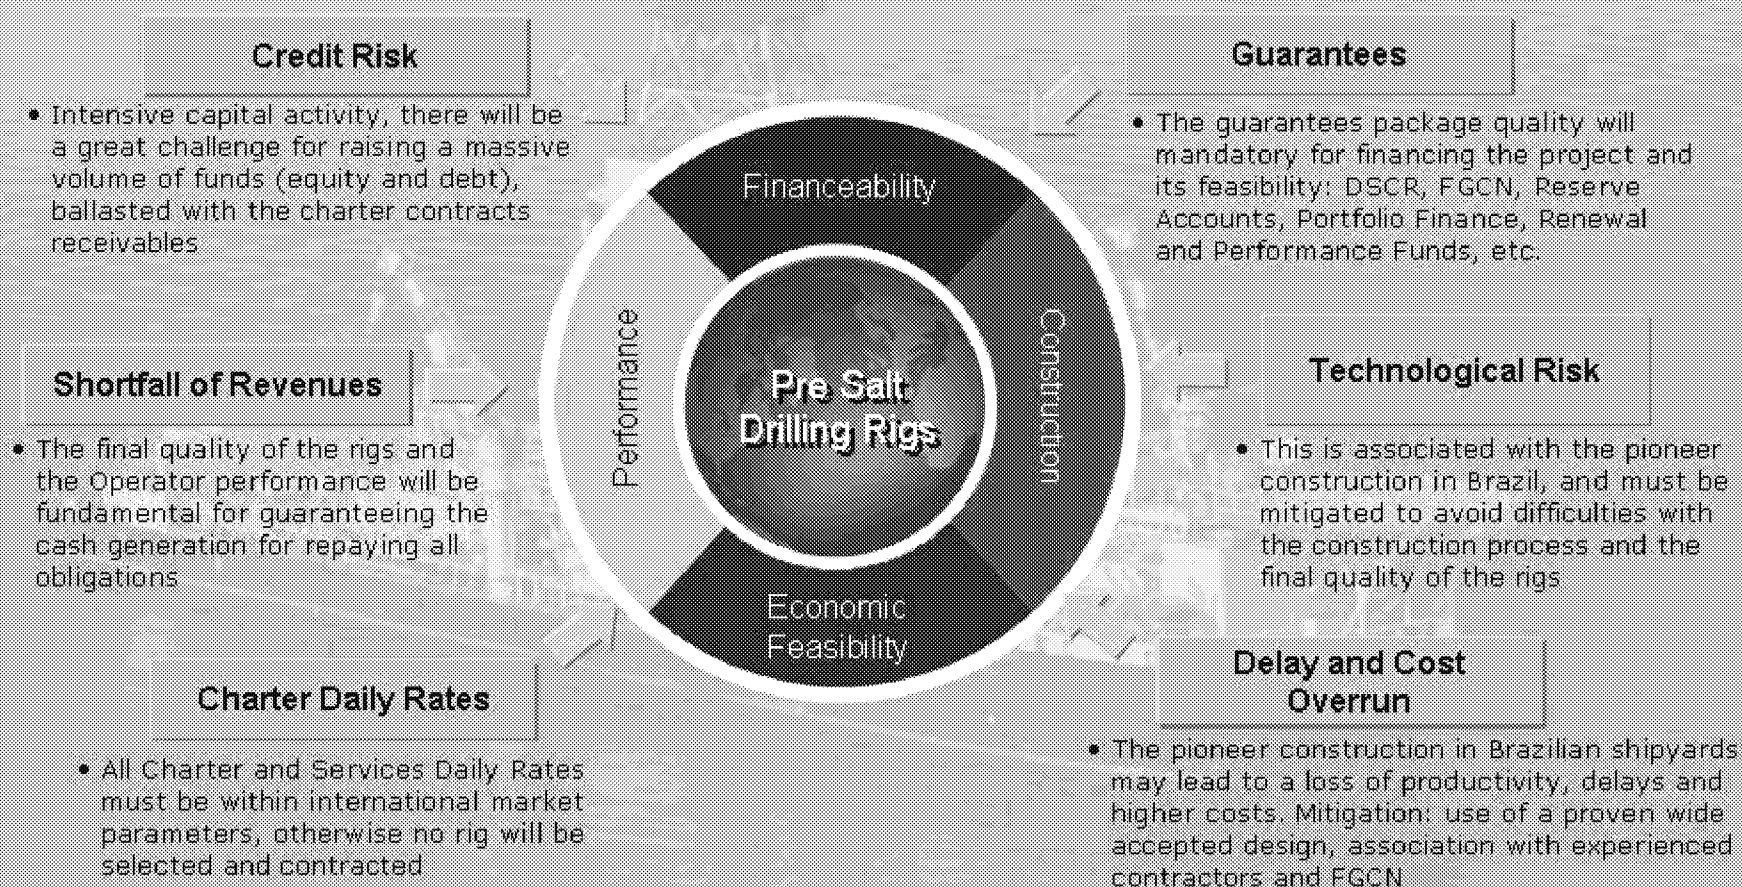 Credit Risk
• Intensive capital activity, there will be
a great challenge for raising a massive
volume of funds (equity and debt),
ballasted with the charter contracts
receivables
Guarantees
• The guarantees package quality will
mandatory for financing the project and
its feasibility: DSCR, FGCN, Reserve
Accounts, Portfolio Finance, Renewal
and Performance Funds, etc.
Financeability
Performance
Construction
Economic
Feasibility
Pre Salt
Drilling Rigs
Shortfall of Revenues
• The final quality of the rigs and
the Operator performance will be
fundamental for guaranteeing the
cash generation for repaying all
obligations
Technological Risk
• This is associated with the pioneer
construction in Brazil, and must be
mitigated to avoid difficulties with
the construction process and the
final quality of the rigs
Charter Daily Rates
• All Charter and Services Daily Rates
must be within international market
parameters, otherwise no rig will be
selected and contracted
Delay and Cost
Overrun
• The pioneer construction in Brazilian shipyards
may lead to a loss of productivity, delays and
higher costs. Mitigation: use of a proven wide
accepted design, association with experienced
contractors and FGCN